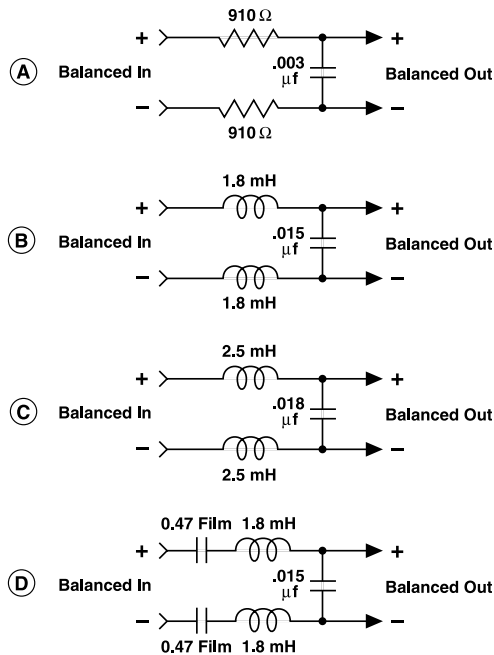 910 Ω
+ +
A Balanced In .003 μf Balanced Out
− −
910 Ω
1.8 mH
+ +
B Balanced In .015 μf Balanced Out
− −
1.8 mH
2.5 mH
+ +
C Balanced In .018 μf Balanced Out
− −
2.5 mH
0.47 Film 1.8 mH
+ +
D Balanced In .015 μf Balanced Out
− −
0.47 Film 1.8 mH